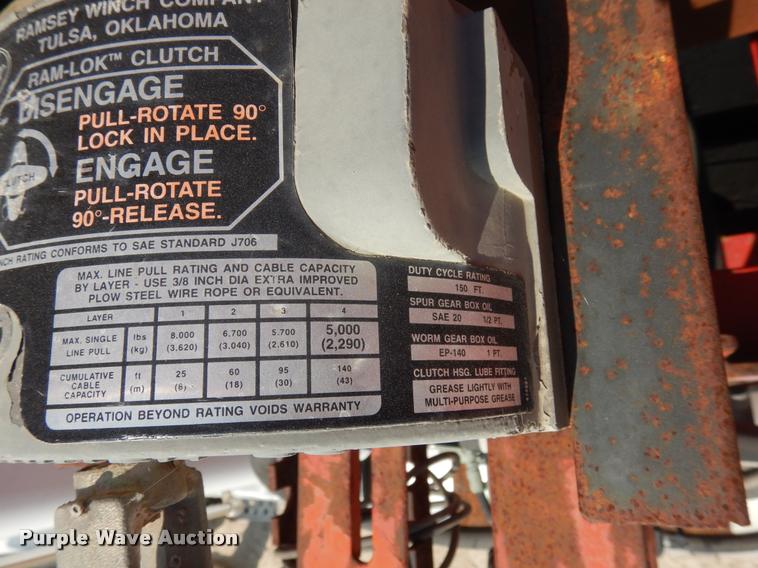 RAMSEY WINCH COMPANY
TULSA, OKLAHOMA
RAM-LOK™ CLUTCH
DISENGAGE
PULL-ROTATE 90°
LOCK IN PLACE.
ENGAGE
CLUTCH
PULL-ROTATE
90°-RELEASE.
RATING CONFORMS TO SAE STANDARD J706
MAX. LINE PULL RATING AND CABLE CAPACITY
BY LAYER - USE 3/8 INCH DIA EXTRA IMPROVED
PLOW STEEL WIRE ROPE OR EQUIVALENT.
LAYER 1 2 3 4
MAX. SINGLE LINE PULL lbs (kg) 8,000 (3,620) 6,700 (3,040) 5,700 (2,610) 5,000 (2,290)
CUMULATIVE CABLE CAPACITY ft (m) 25 (8) 60 (18) 95 (30) 140 (43)
OPERATION BEYOND RATING VOIDS WARRANTY
DUTY CYCLE RATING
150 FT.
SPUR GEAR BOX OIL
SAE 20 1/2 PT.
WORM GEAR BOX OIL
EP-140 1 PT.
CLUTCH HSG. LUBE FITTING
GREASE LIGHTLY WITH
MULTI-PURPOSE GREASE
Purple Wave Auction